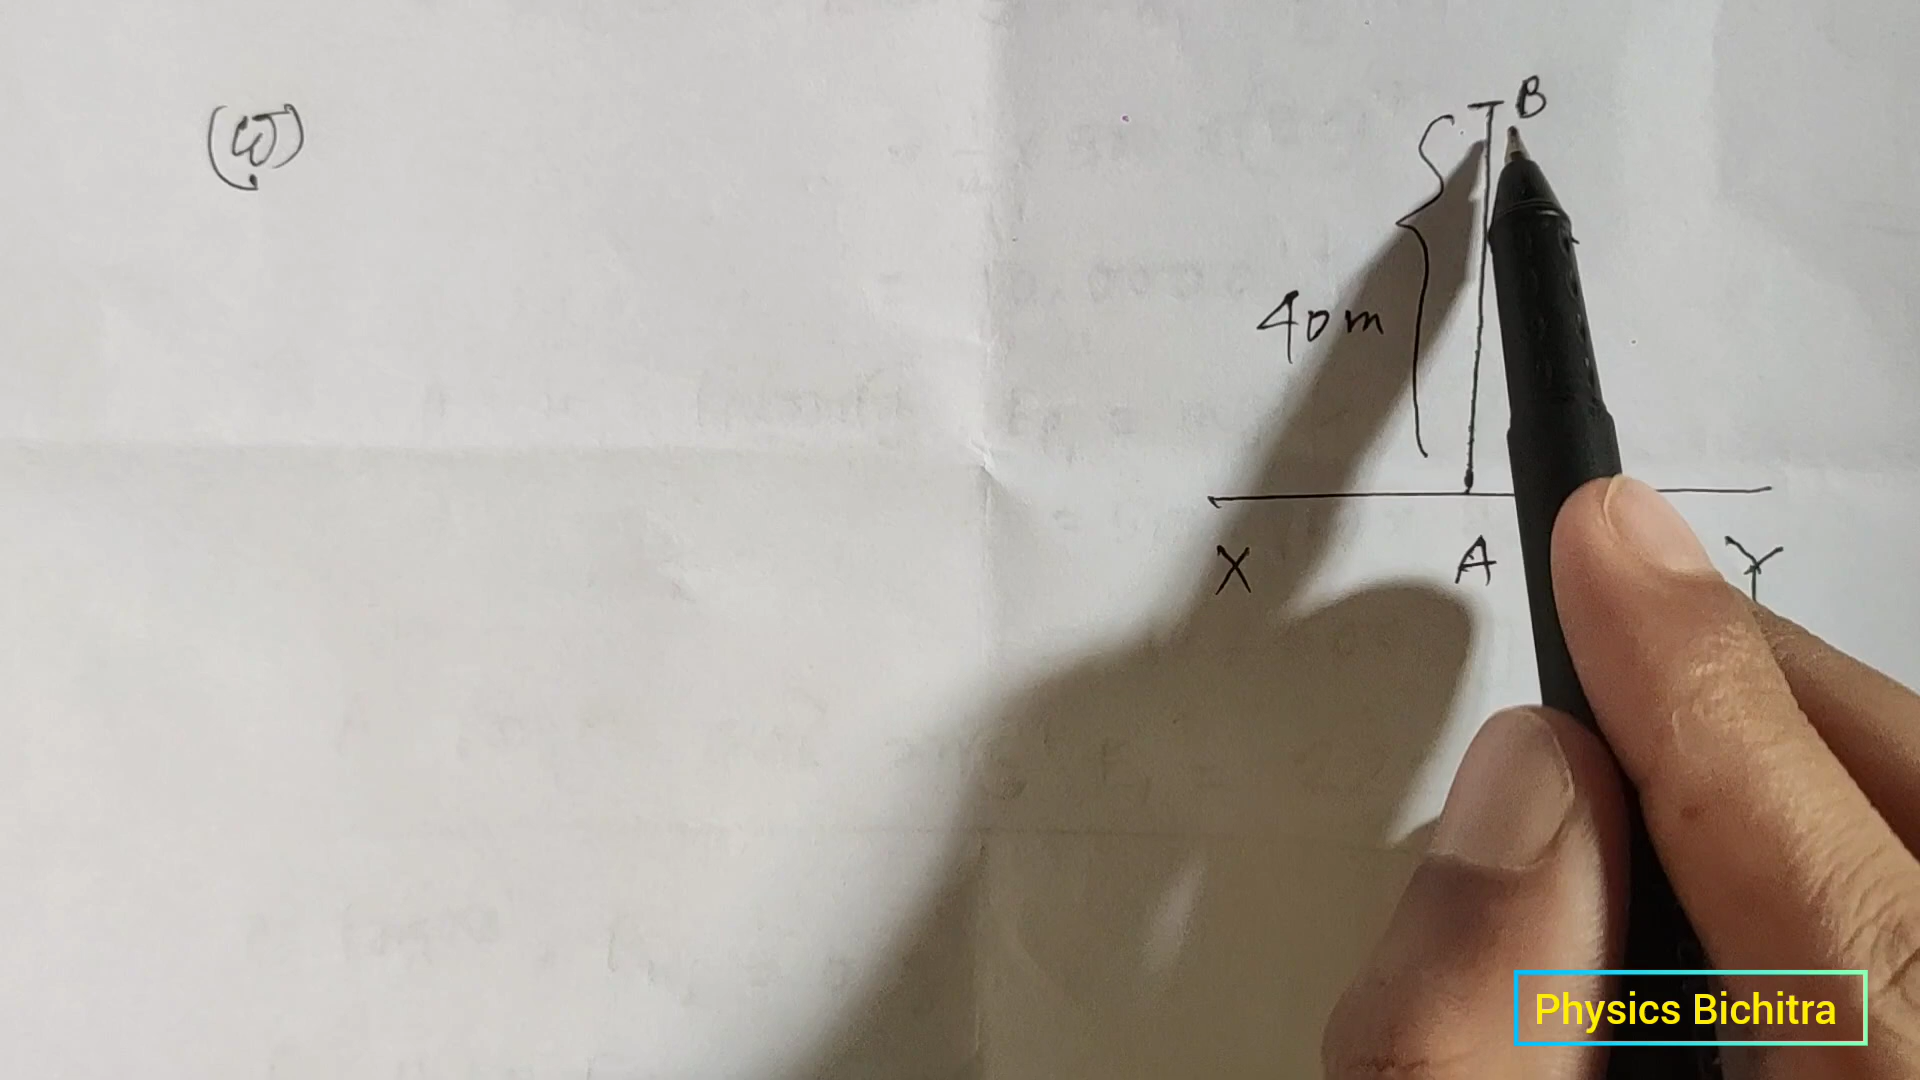 (ঘ)
B
40m
X A Y
Physics Bichitra